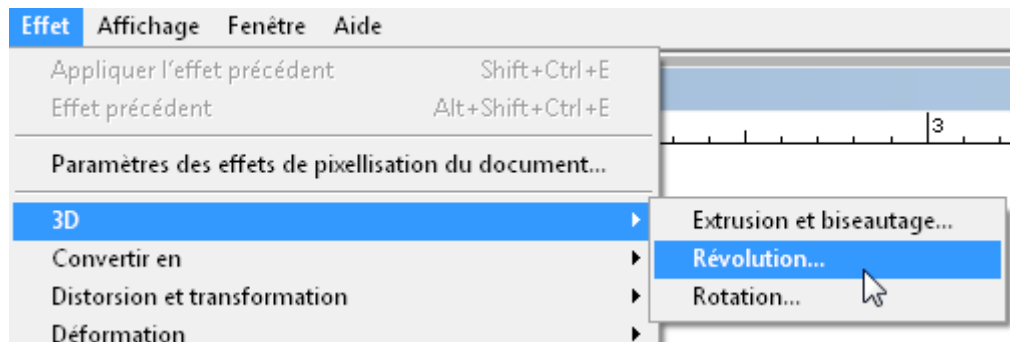 Effet Affichage Fenêtre Aide
Appliquer l'effet précédent Shift+Ctrl+E
Effet précédent Alt+Shift+Ctrl+E
3
Paramètres des effets de pixellisation du document...
3D
Extrusion et biseautage...
Convertir en
Révolution...
Distorsion et transformation
Rotation...
Déformation